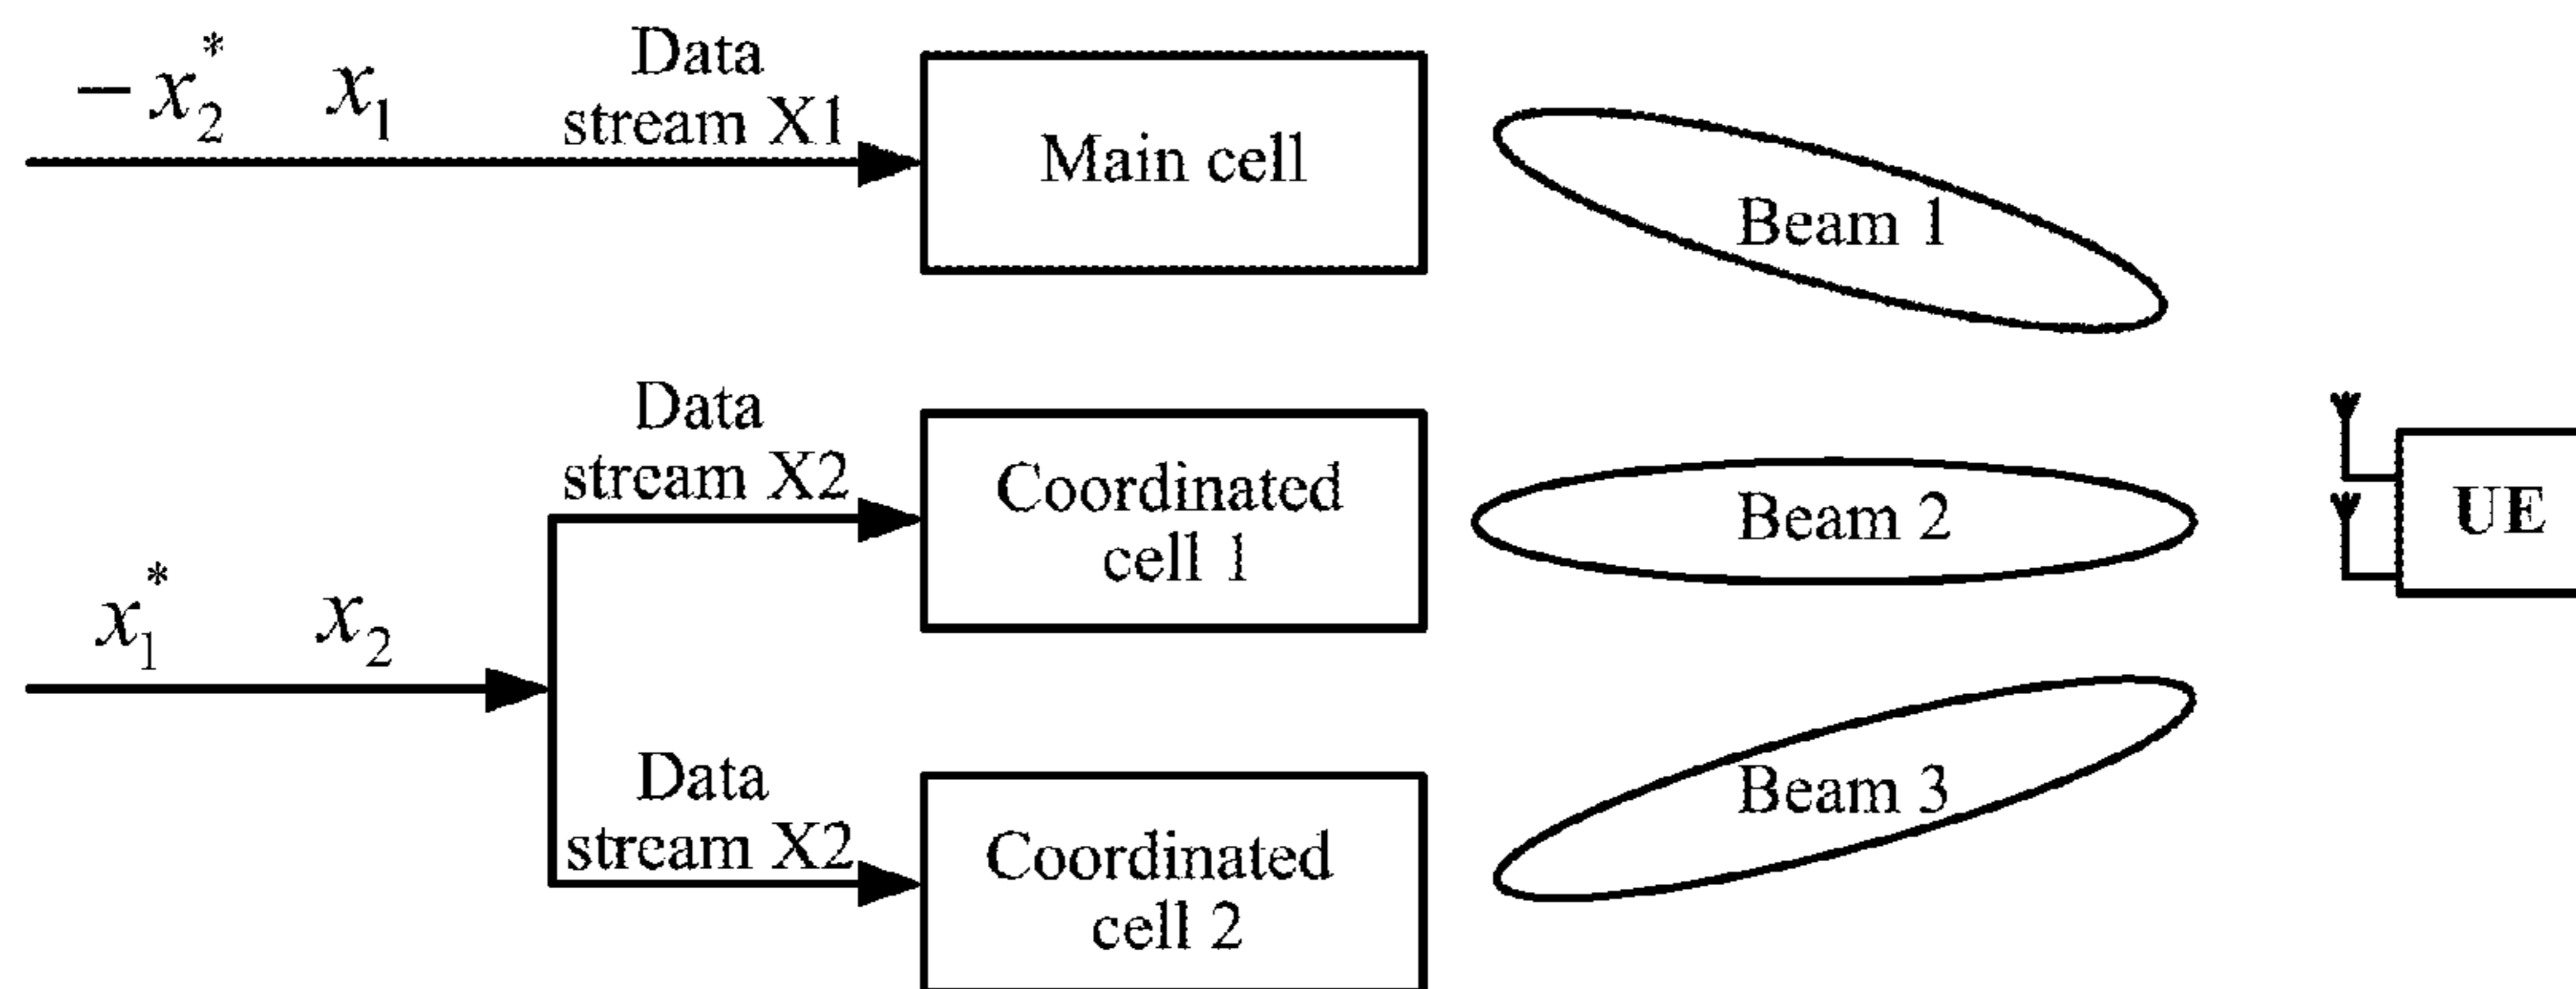 −x₂* x₁
Data
stream X1
Main cell
Beam 1
Data
stream X2
Coordinated
cell 1
Beam 2
UE
x₁* x₂
Data
stream X2
Coordinated
cell 2
Beam 3